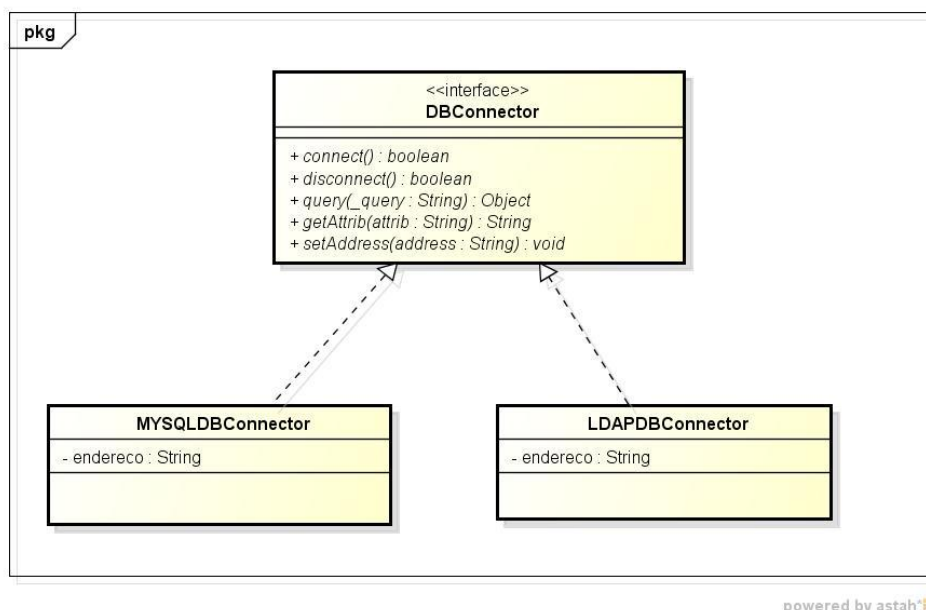 pkg
<<interface>>
DBConnector
+ connect() : boolean
+ disconnect() : boolean
+ query(_query : String) : Object
+ getAttrib(attrib : String) : String
+ setAddress(address : String) : void
MYSQLDBConnector
- endereco : String
LDAPDBConnector
- endereco : String
powered by astah*